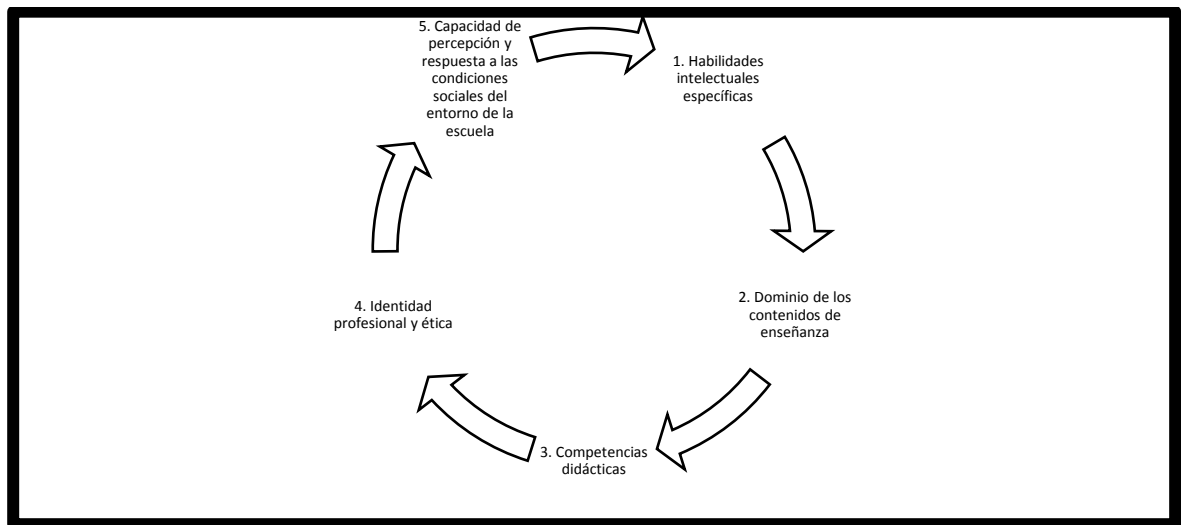 5. Capacidad de
percepción y
respuesta a las
condiciones
sociales del
entorno de la
escuela
1. Habilidades
intelectuales
específicas
2. Dominio de los
contenidos de
enseñanza
3. Competencias
didácticas
4. Identidad
profesional y ética